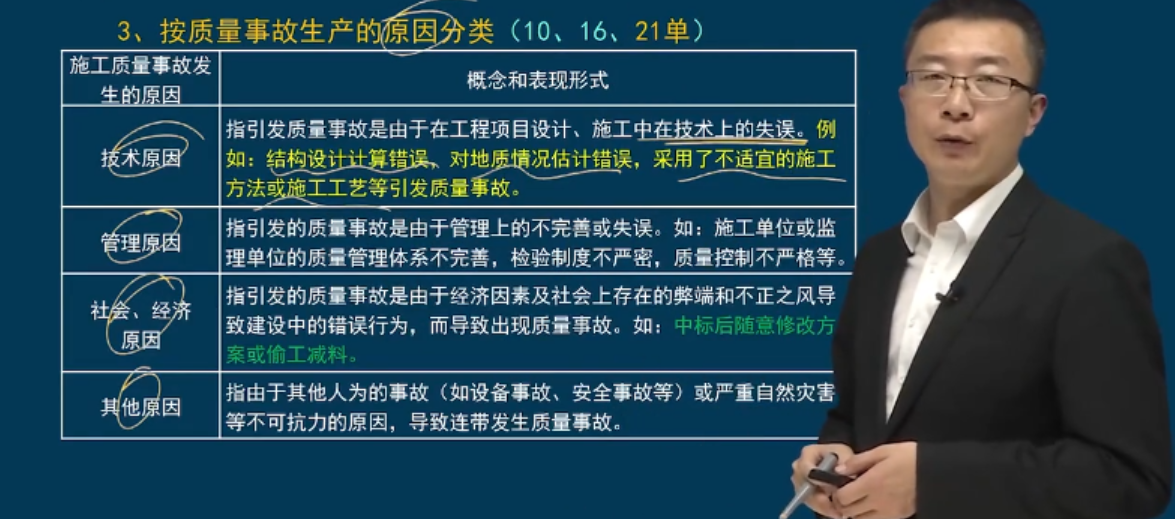 3、按质量事故生产的原因分类（10、16、21单）
施工质量事故发
生的原因
概念和表现形式
技术原因
指引发质量事故是由于在工程项目设计、施工中在技术上的失误。例
如：结构设计计算错误、对地质情况估计错误，采用了不适宜的施工
方法或施工工艺等引发质量事故。
管理原因
指引发的质量事故是由于管理上的不完善或失误。如：施工单位或监
理单位的质量管理体系不完善，检验制度不严密，质量控制不严格等。
社会、经济
原因
指引发的质量事故是由于经济因素及社会上存在的弊端和不正之风导
致建设中的错误行为，而导致出现质量事故。如：中标后随意修改方
案或偷工减料。
其他原因
指由于其他人为的事故（如设备事故、安全事故等）或严重自然灾害
等不可抗力的原因，导致连带发生质量事故。